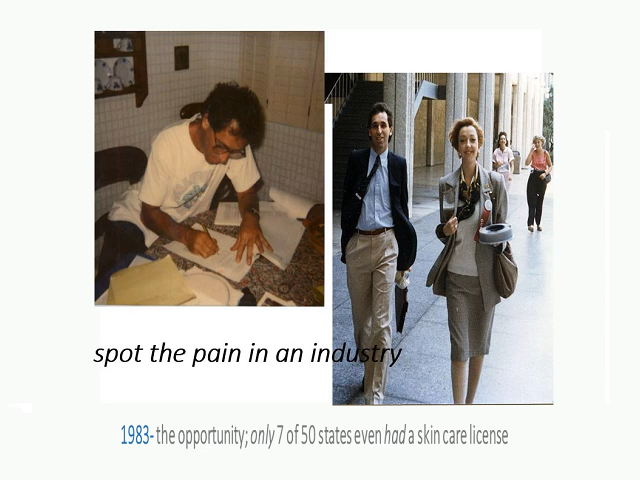 spot the pain in an industry
1983- the opportunity; only 7 of 50 states even had a skin care license